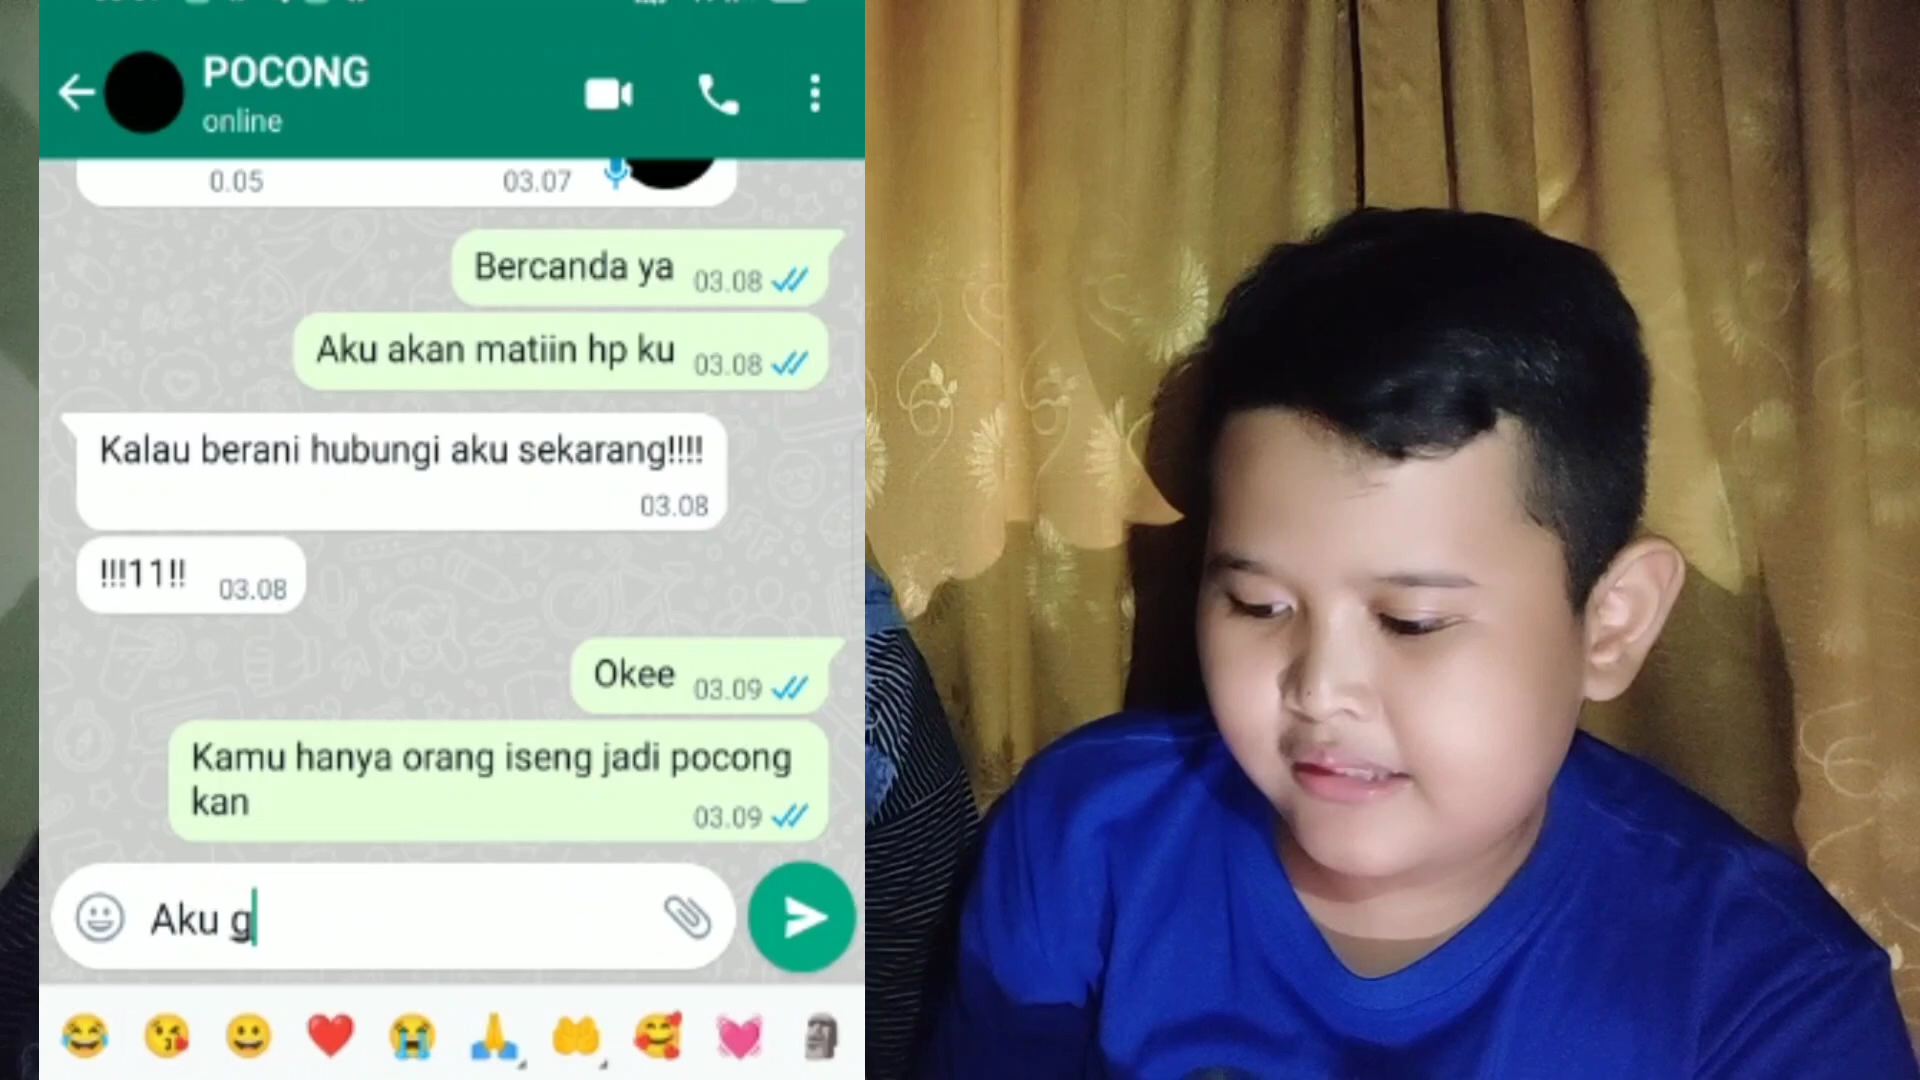 POCONG
online
0.05 03.07
Bercanda ya 03.08
Aku akan matiin hp ku 03.08
Kalau berani hubungi aku sekarang!!!!
03.08
!!!11!! 03.08
Okee 03.09
Kamu hanya orang iseng jadi pocong
kan 03.09
Aku g